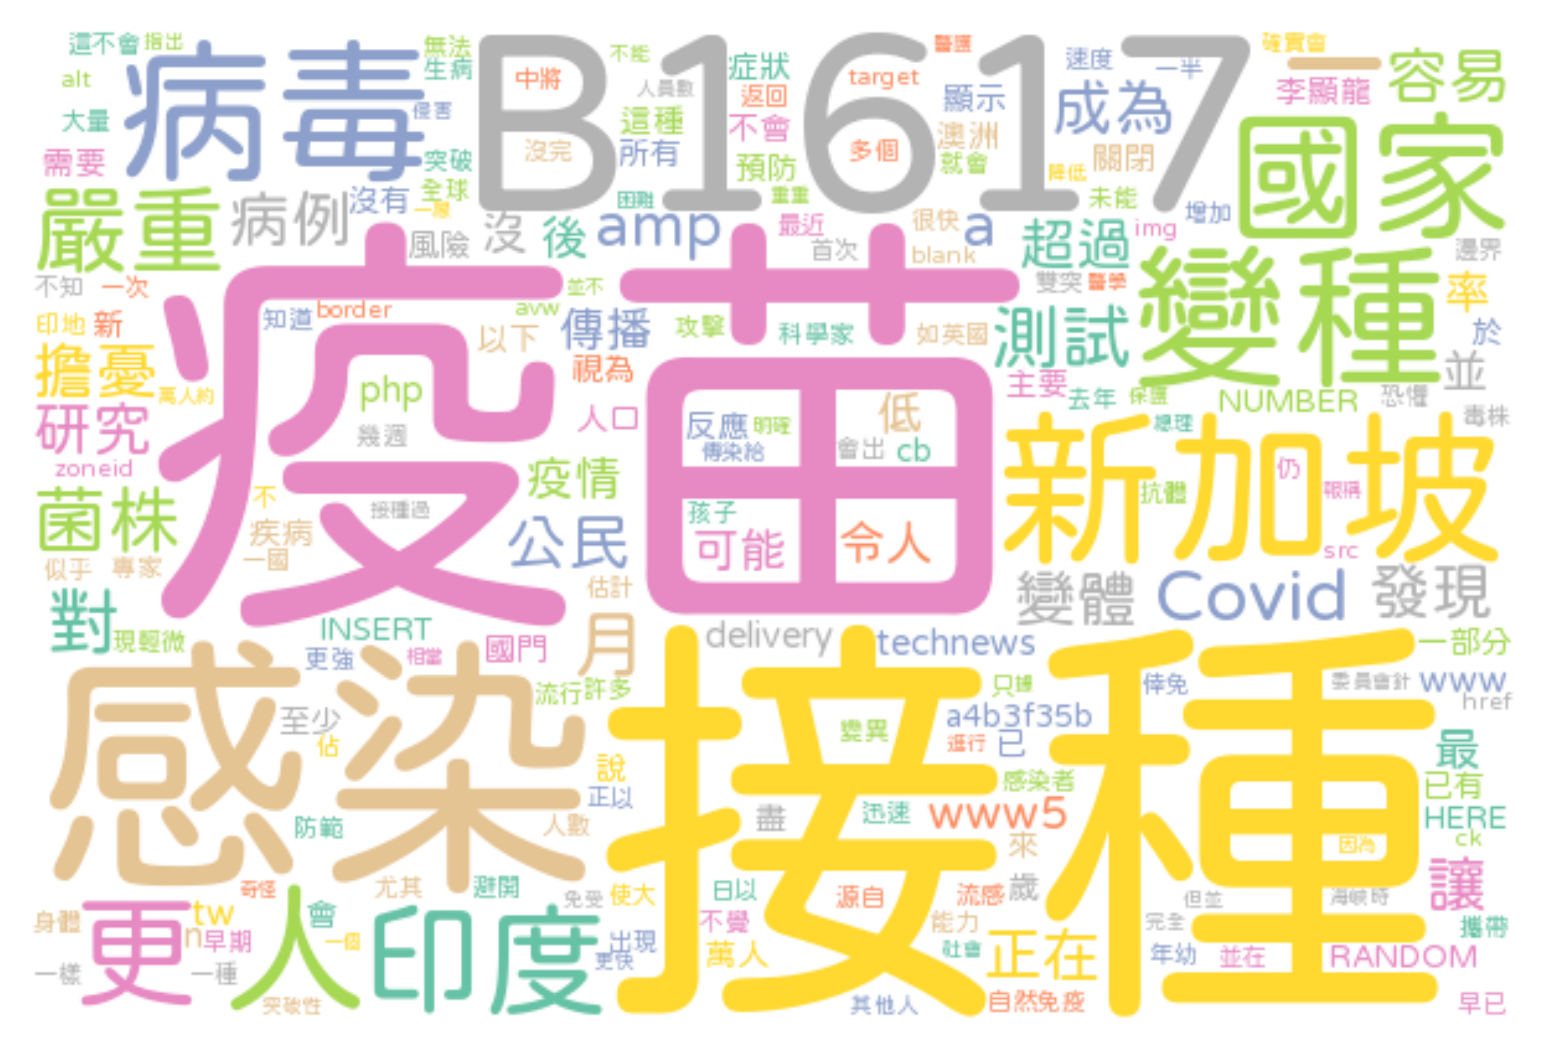 這不會 指出
無法
B1617
不能
醫護
確實會
一
容易
alt
病毒
生病
中將
人員數
症狀
target
速度
一半
李顯龍
大量
侵害
返回
顯示
成為
需要
突破
沒完
這種
所有
不會
多個
澳洲
關閉
國家
預防
就會
降低
嚴重
病例
沒有
全球
一劑
困難
重重
未能
增加
風險
沒
後
amp
最近
首次
很快
blank
a
超過
img
邊界
不知
一次
疫苗
並不
雙突
醫學
變種
率
印地
新
知道
border
avw
以下
傳播
攻擊
科學家
如英國
測試
於
擔憂
萬人約
php
視為
主要
去年
保護
NUMBER
恐懼
並
研究
幾週
人口
反應
明確
低
傳染給
會出
cb
總理
毒株
zoneid
疫情
新加坡
抗體
仍
報稱
菌株
不
接種過
孩子
疾病
公民
可能
令人
src
似乎
專家
一國
估計
變體
Covid
發現
對
現輕微
INSERT
更強
相當
國門
月
delivery
technews
一部分
感染
流行
許多
接種
只據
倖免
委員會針
www
href
至少
佔
變異
a4b3f35b
進行
已
最
說
正以
感染者
已有
防範
人數
盡
迅速
www5
HERE
來
因為
ck
奇怪
尤其
避開
免受
使大
日以
源自
流感
歲
但並
海峽時
讓
身體
更
tw
n
早期
會
人
一個
印度
出現
更快
不覺
萬人
能力
社會
完全
正在
年幼
並在
RANDOM
攜帶
一樣
一種
突破性
其他人
自然免疫
早已